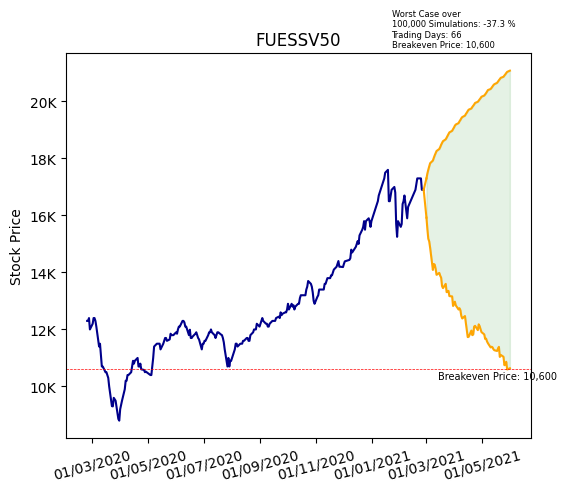 Worst Case over
100,000 Simulations: -37.3 %
Trading Days: 66
Breakeven Price: 10,600
FUESSV50
Stock Price
20K
18K
16K
14K
12K
10K
Breakeven Price: 10,600
01/03/2020 01/05/2020 01/07/2020 01/09/2020 01/11/2020 01/01/2021 01/03/2021 01/05/2021